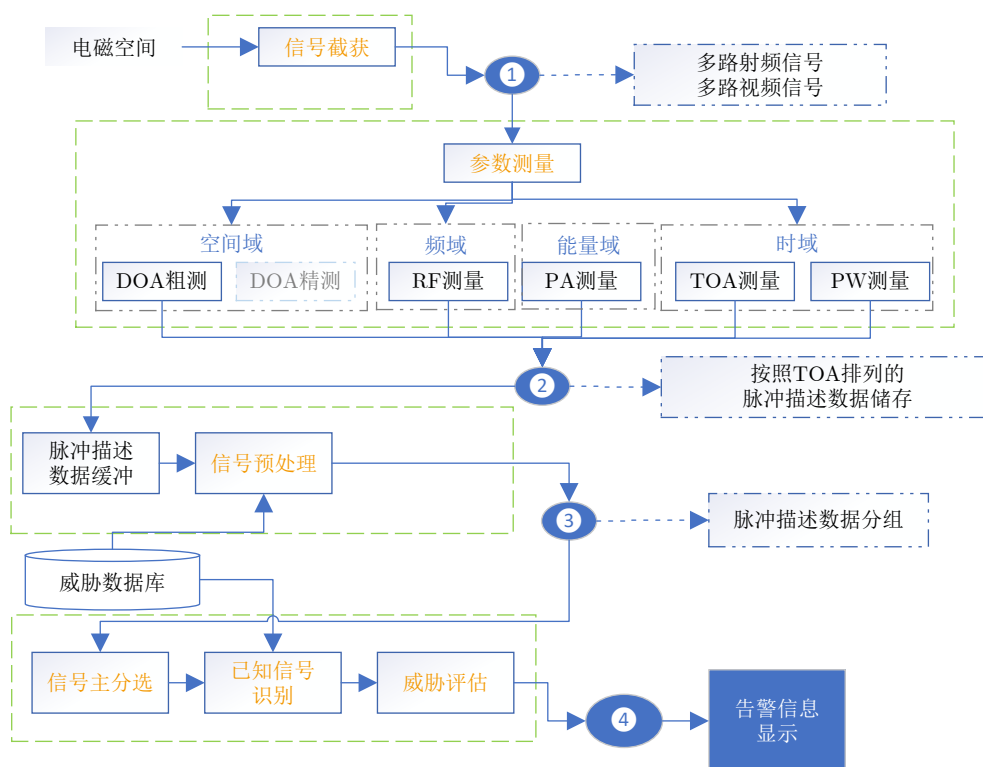 电磁空间
信号截获
1
多路射频信号
多路视频信号
参数测量
空间域
频域
能量域
时域
DOA粗测
DOA精测
RF测量
PA测量
TOA测量
PW测量
2
按照TOA排列的
脉冲描述数据储存
脉冲描述
数据缓冲
信号预处理
3
脉冲描述数据分组
威胁数据库
信号主分选
已知信号
识别
威胁评估
4
告警信息
显示